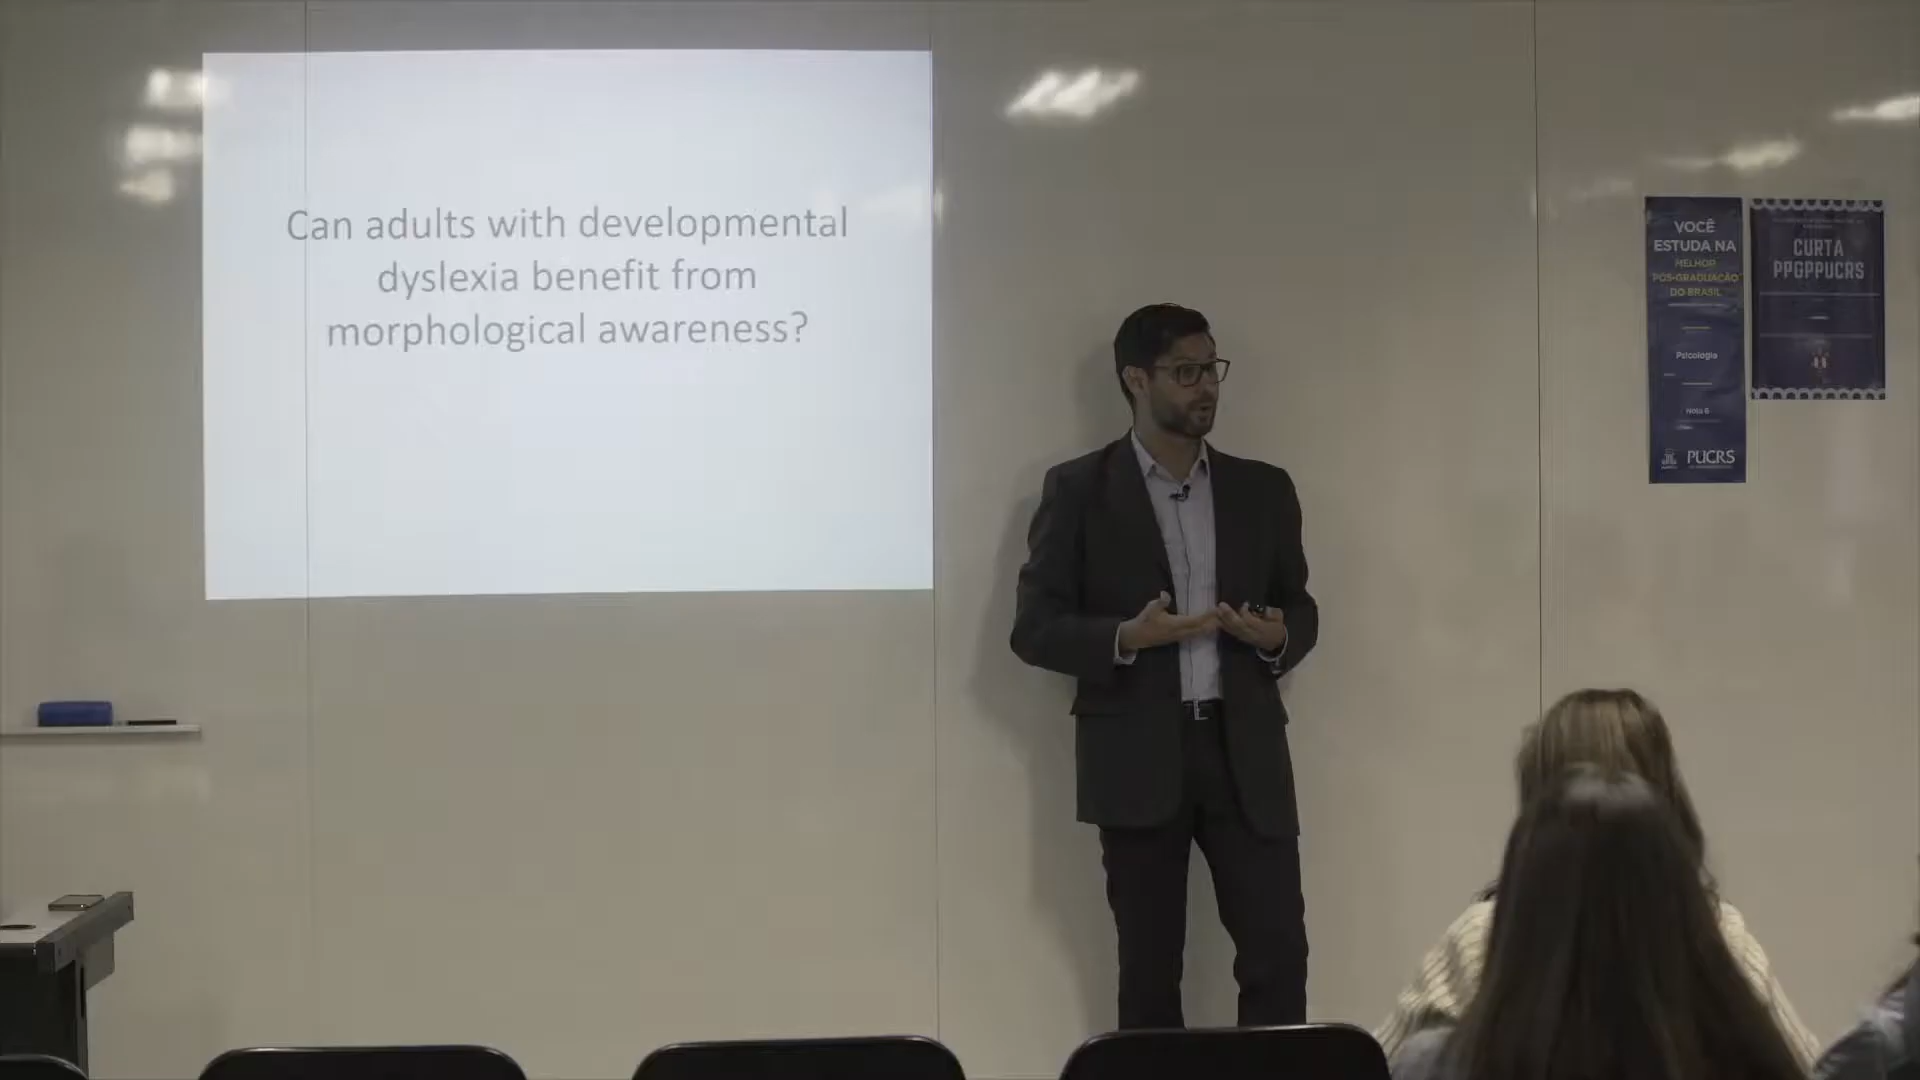 Can adults with developmental
dyslexia benefit from
morphological awareness?
VOCÊ
ESTUDA NA
MELHOR
PÓS-GRADUAÇÃO
DO BRASIL
Psicologia
Nota 6
PUCRS
CURTA
PPGPPUCRS